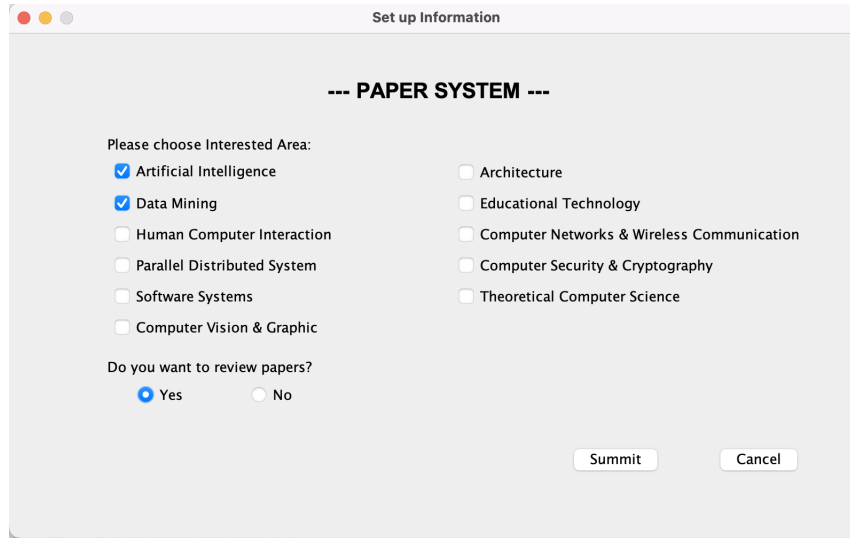 Set up Information
--- PAPER SYSTEM ---
Please choose Interested Area:
Artificial Intelligence
Data Mining
Human Computer Interaction
Parallel Distributed System
Software Systems
Computer Vision & Graphic
Architecture
Educational Technology
Computer Networks & Wireless Communication
Computer Security & Cryptography
Theoretical Computer Science
Do you want to review papers?
Yes
No
Summit
Cancel